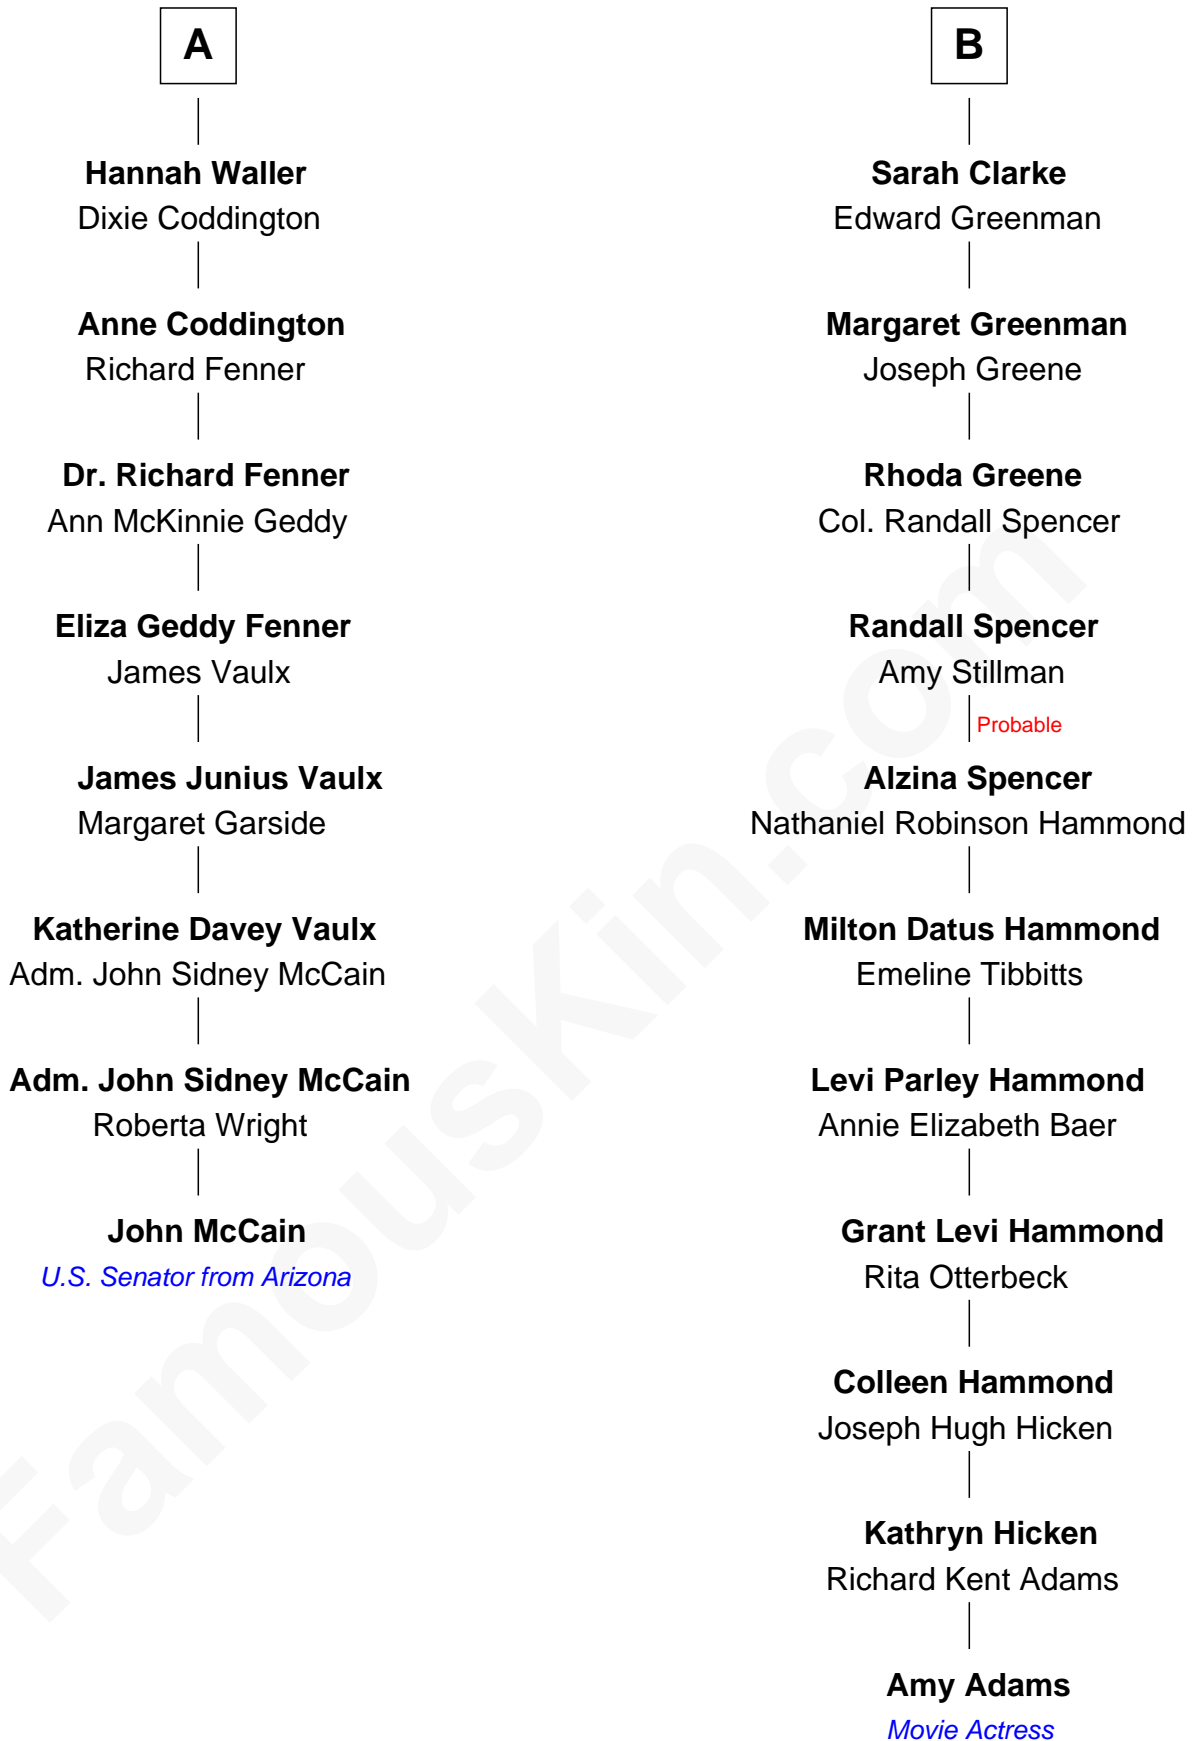 A
Hannah Waller
Dixie Coddington
Anne Coddington
Richard Fenner
Dr. Richard Fenner
Ann McKinnie Geddy
Eliza Geddy Fenner
James Vaulx
James Junius Vaulx
Margaret Garside
Katherine Davey Vaulx
Adm. John Sidney McCain
Adm. John Sidney McCain
Roberta Wright
John McCain
U.S. Senator from Arizona
B
Sarah Clarke
Edward Greenman
Margaret Greenman
Joseph Greene
Rhoda Greene
Col. Randall Spencer
Randall Spencer
Amy Stillman
Probable
Alzina Spencer
Nathaniel Robinson Hammond
Milton Datus Hammond
Emeline Tibbitts
Levi Parley Hammond
Annie Elizabeth Baer
Grant Levi Hammond
Rita Otterbeck
Colleen Hammond
Joseph Hugh Hicken
Kathryn Hicken
Richard Kent Adams
Amy Adams
Movie Actress
FamousKin.com